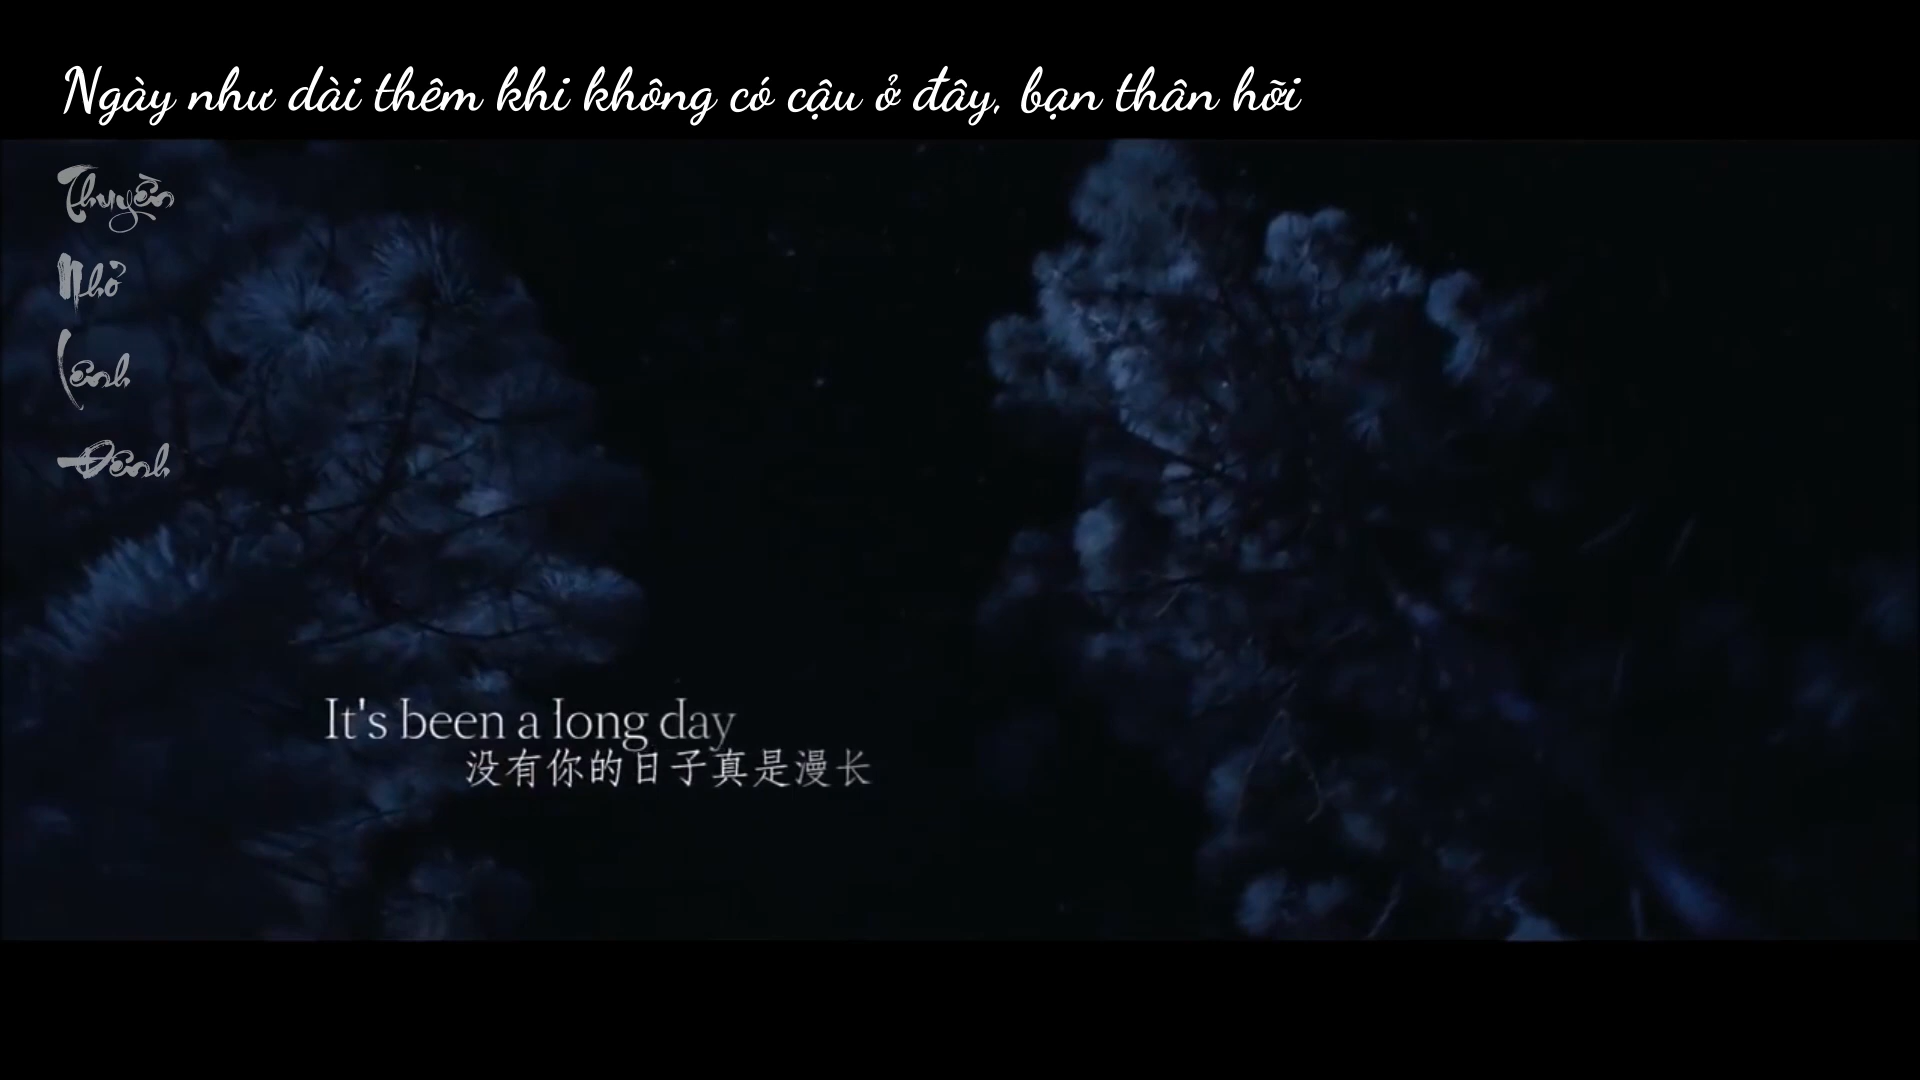 Ngày như dài thêm khi không có cậu ở đây, bạn thân hỡi
Thuyền
Nhỏ
Lênh
Đênh
It's been a long day
没有你的日子真是漫长